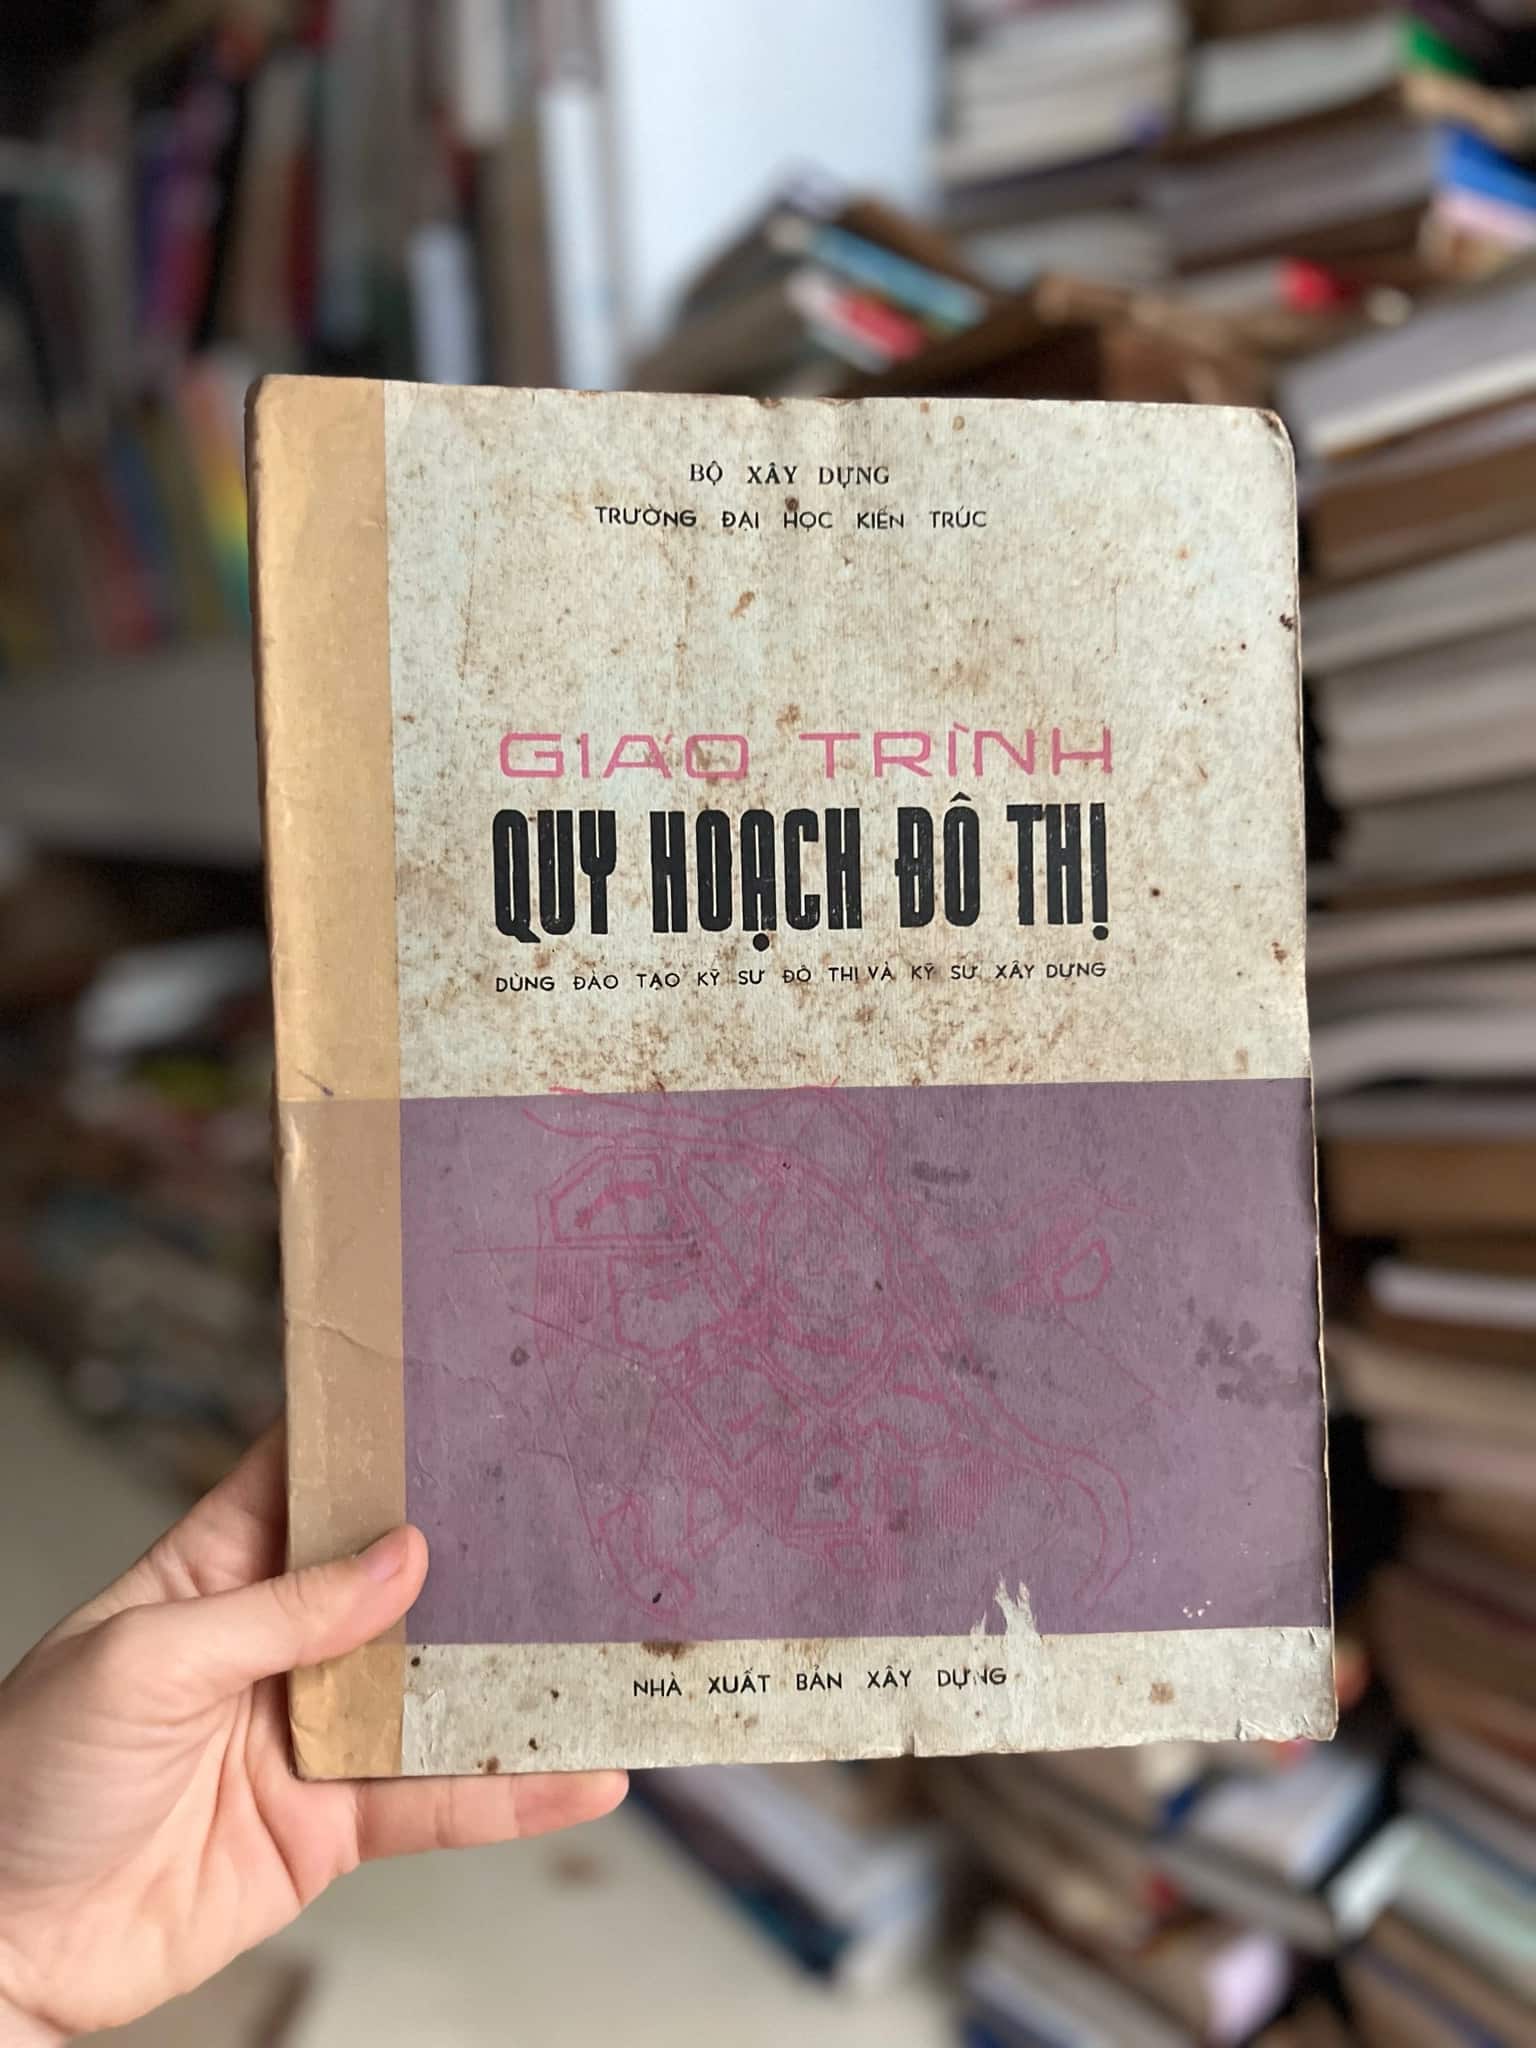 BỘ XÂY DỰNG
TRƯỜNG ĐẠI HỌC KIẾN TRÚC
GIÁO TRÌNH
QUY HOẠCH ĐÔ THỊ
DÙNG ĐÀO TẠO KỸ SƯ ĐÔ THỊ VÀ KỸ SƯ XÂY DỰNG
NHÀ XUẤT BẢN XÂY DỰNG